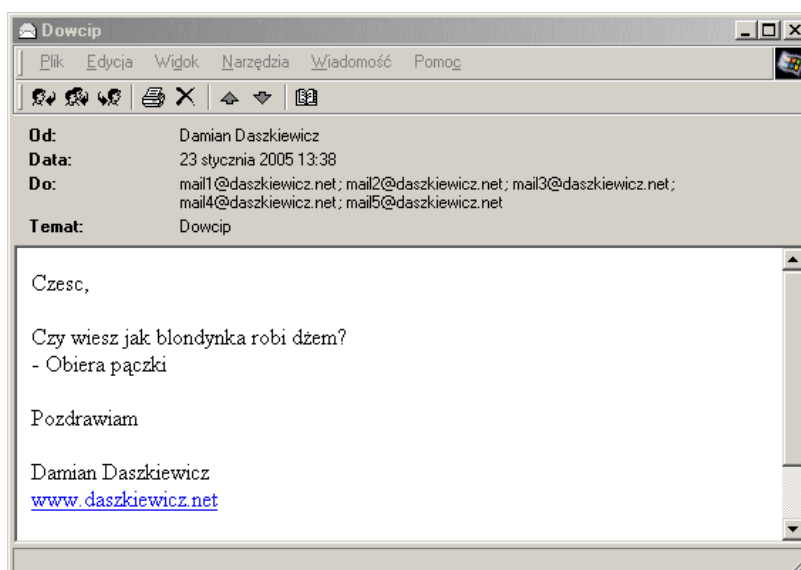 Dowcip
Plik Edycja Widok Narzędzia Wiadomość Pomoc
Od: Damian Daszkiewicz
Data: 23 stycznia 2005 13:38
Do: mail1@daszkiewicz.net; mail2@daszkiewicz.net; mail3@daszkiewicz.net;
mail4@daszkiewicz.net; mail5@daszkiewicz.net
Temat: Dowcip
Czesc,
Czy wiesz jak blondynka robi dżem?
- Obiera pączki
Pozdrawiam
Damian Daszkiewicz
www.daszkiewicz.net